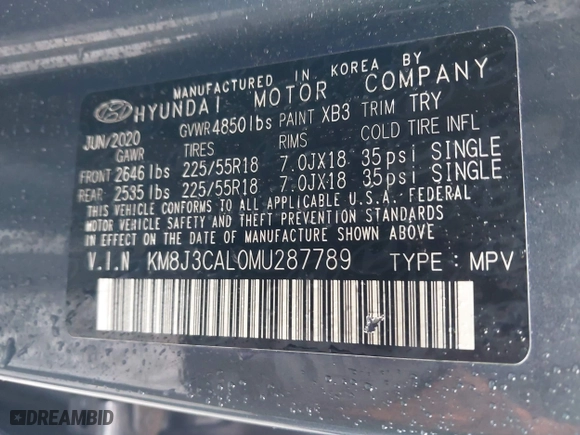 MANUFACTURED IN KOREA BY
HYUNDAI MOTOR COMPANY
JUN/2020 GVWR 4850lbs PAINT XB3 TRIM TRY
GAWR TIRES RIMS COLD TIRE INFL
FRONT 2646lbs 225/55R18 7.0JX18 35psi SINGLE
REAR 2535lbs 225/55R18 7.0JX18 35psi SINGLE
THIS VEHICLE CONFORMS TO ALL APPLICABLE U.S.A. FEDERAL
MOTOR VEHICLE SAFETY AND THEFT PREVENTION STANDARDS
IN EFFECT ON THE DATE OF MANUFACTURE SHOWN ABOVE
V.I.N KM8J3CAL0MU287789 TYPE : MPV
DREAMBID